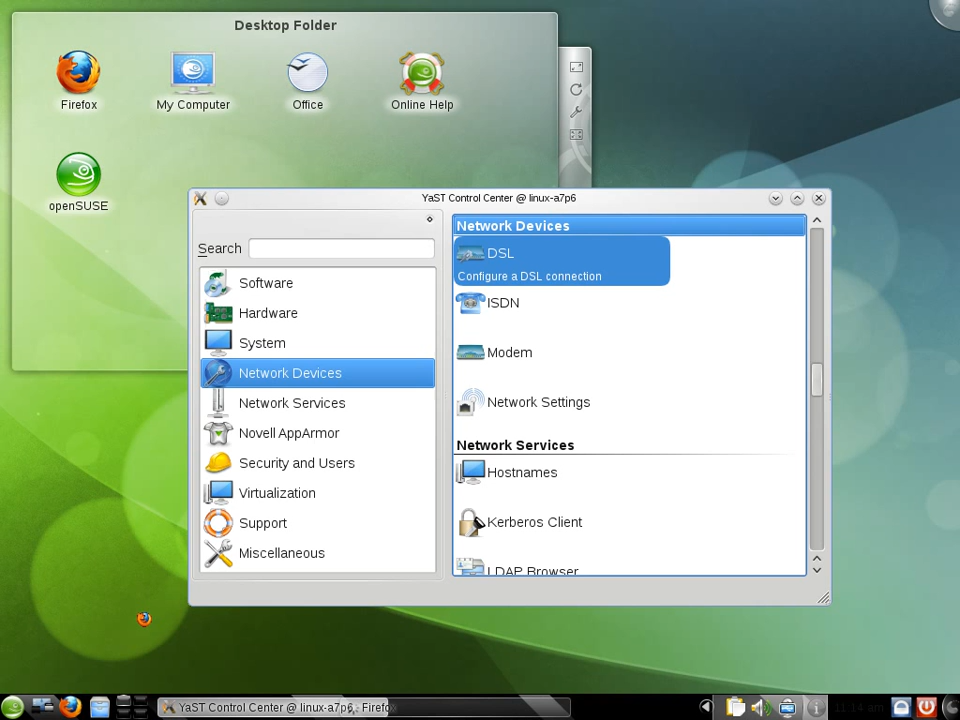 Desktop Folder
Firefox
My Computer
Office
Online Help
openSUSE
YaST Control Center @ linux-a7p6
Search
Software
Hardware
System
Network Devices
Network Services
Novell AppArmor
Security and Users
Virtualization
Support
Miscellaneous
Network Devices
DSL
Configure a DSL connection
ISDN
Modem
Network Settings
Network Services
Hostnames
Kerberos Client
LDAP Browser
YaST Control Center @ linux-a7p6